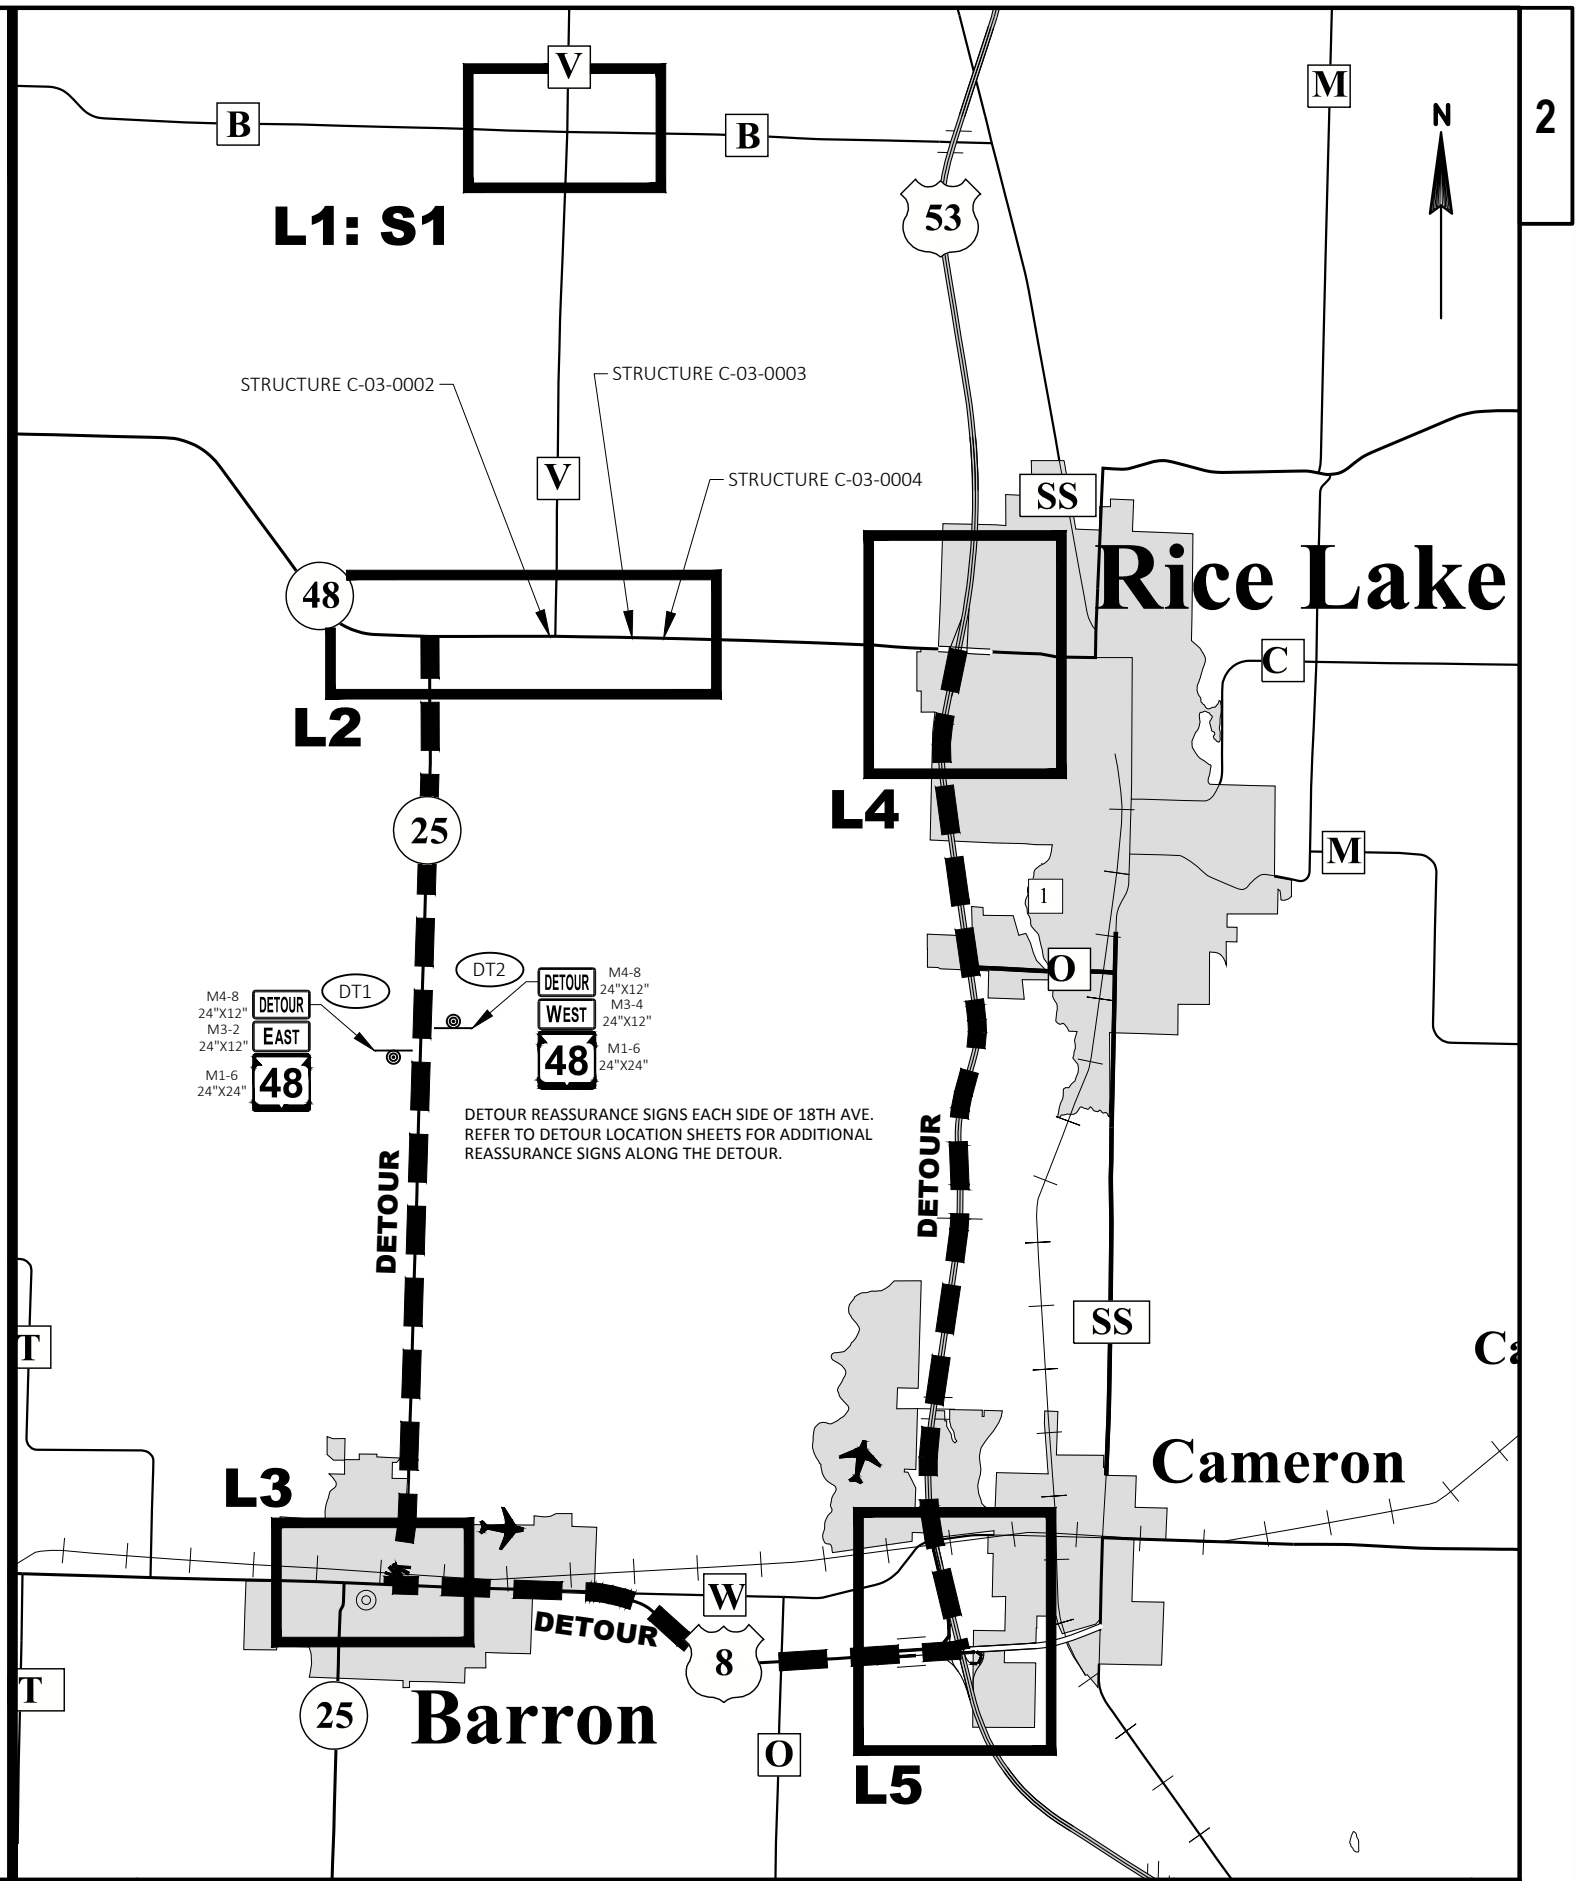 2
V
M
B
B
N
53
L1: S1
STRUCTURE C-03-0002
STRUCTURE C-03-0003
V
STRUCTURE C-03-0004
SS
48
Rice Lake
C
L2
L4
25
M
1
O
DT1
DT2
M4-8
24"X12"
DETOUR
M3-2
24"X12"
EAST
M1-6
24"X24"
48
DETOUR
M4-8
24"X12"
WEST
M3-4
24"X12"
48
M1-6
24"X24"
DETOUR REASSURANCE SIGNS EACH SIDE OF 18TH AVE.
REFER TO DETOUR LOCATION SHEETS FOR ADDITIONAL
REASSURANCE SIGNS ALONG THE DETOUR.
DETOUR
DETOUR
SS
T
Ca
Cameron
L3
W
DETOUR
8
T
25
Barron
O
L5